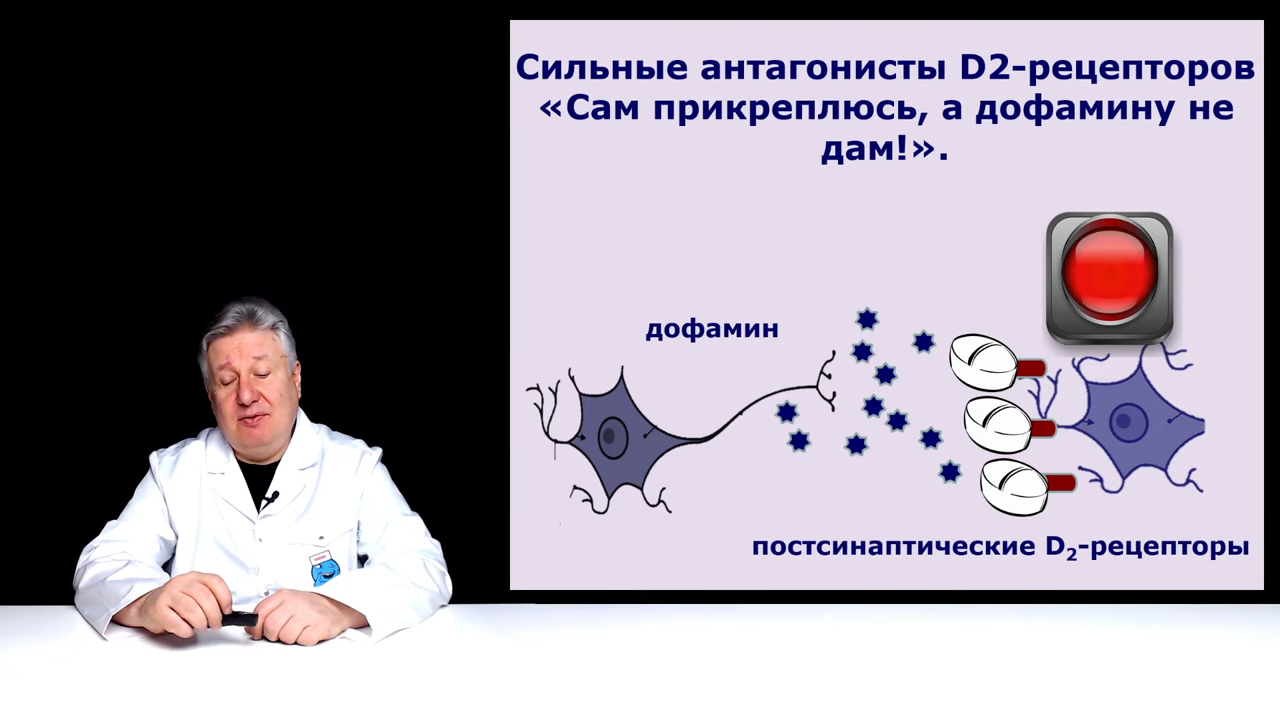 Сильные антагонисты D2-рецепторов
«Сам прикреплюсь, а дофамину не
дам!».
дофамин
постсинаптические D₂-рецепторы